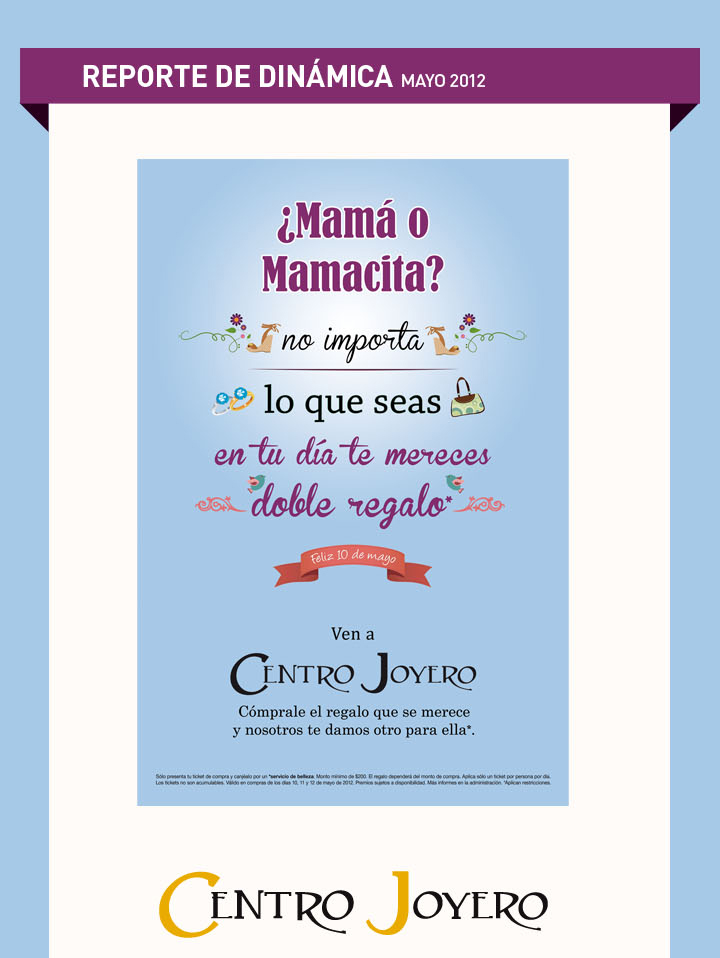 REPORTE DE DINÁMICA MAYO 2012
¿Mamá o
Mamacita?
no importa
lo que seas
en tu día te mereces
doble regalo*
Feliz 10 de mayo
Ven a
CENTRO JOYERO
Cómprale el regalo que se merece
y nosotros te damos otro para ella*.
Sólo presenta tu ticket de compra y canjéalo por un *servicio de belleza. Monto mínimo de $200. El regalo dependerá del monto de compra. Aplica sólo un ticket por persona por día.
Los tickets no son acumulables. Válido en compras de los días 10, 11 y 12 de mayo de 2012. Premios sujetos a disponibilidad. Más informes en la administración. *Aplican restricciones.
CENTRO JOYERO